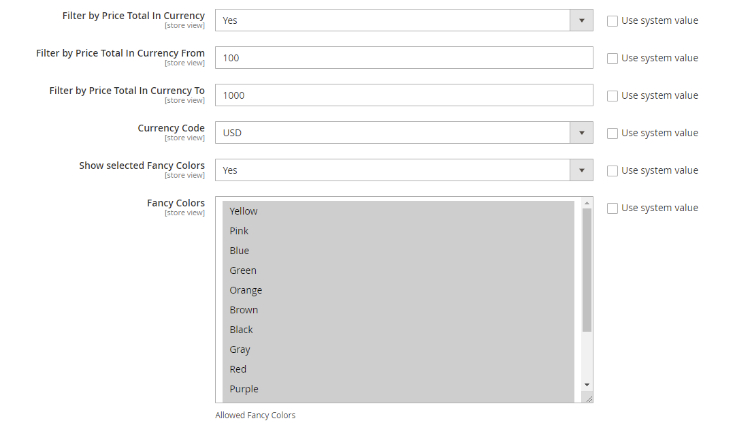 Filter by Price Total In Currency
[store view]
Yes
Use system value
Filter by Price Total In Currency From
[store view]
100
Use system value
Filter by Price Total In Currency To
[store view]
1000
Use system value
Currency Code
[store view]
USD
Use system value
Show selected Fancy Colors
[store view]
Yes
Use system value
Fancy Colors
[store view]
Use system value
Yellow
Pink
Blue
Green
Orange
Brown
Black
Gray
Red
Purple
Allowed Fancy Colors